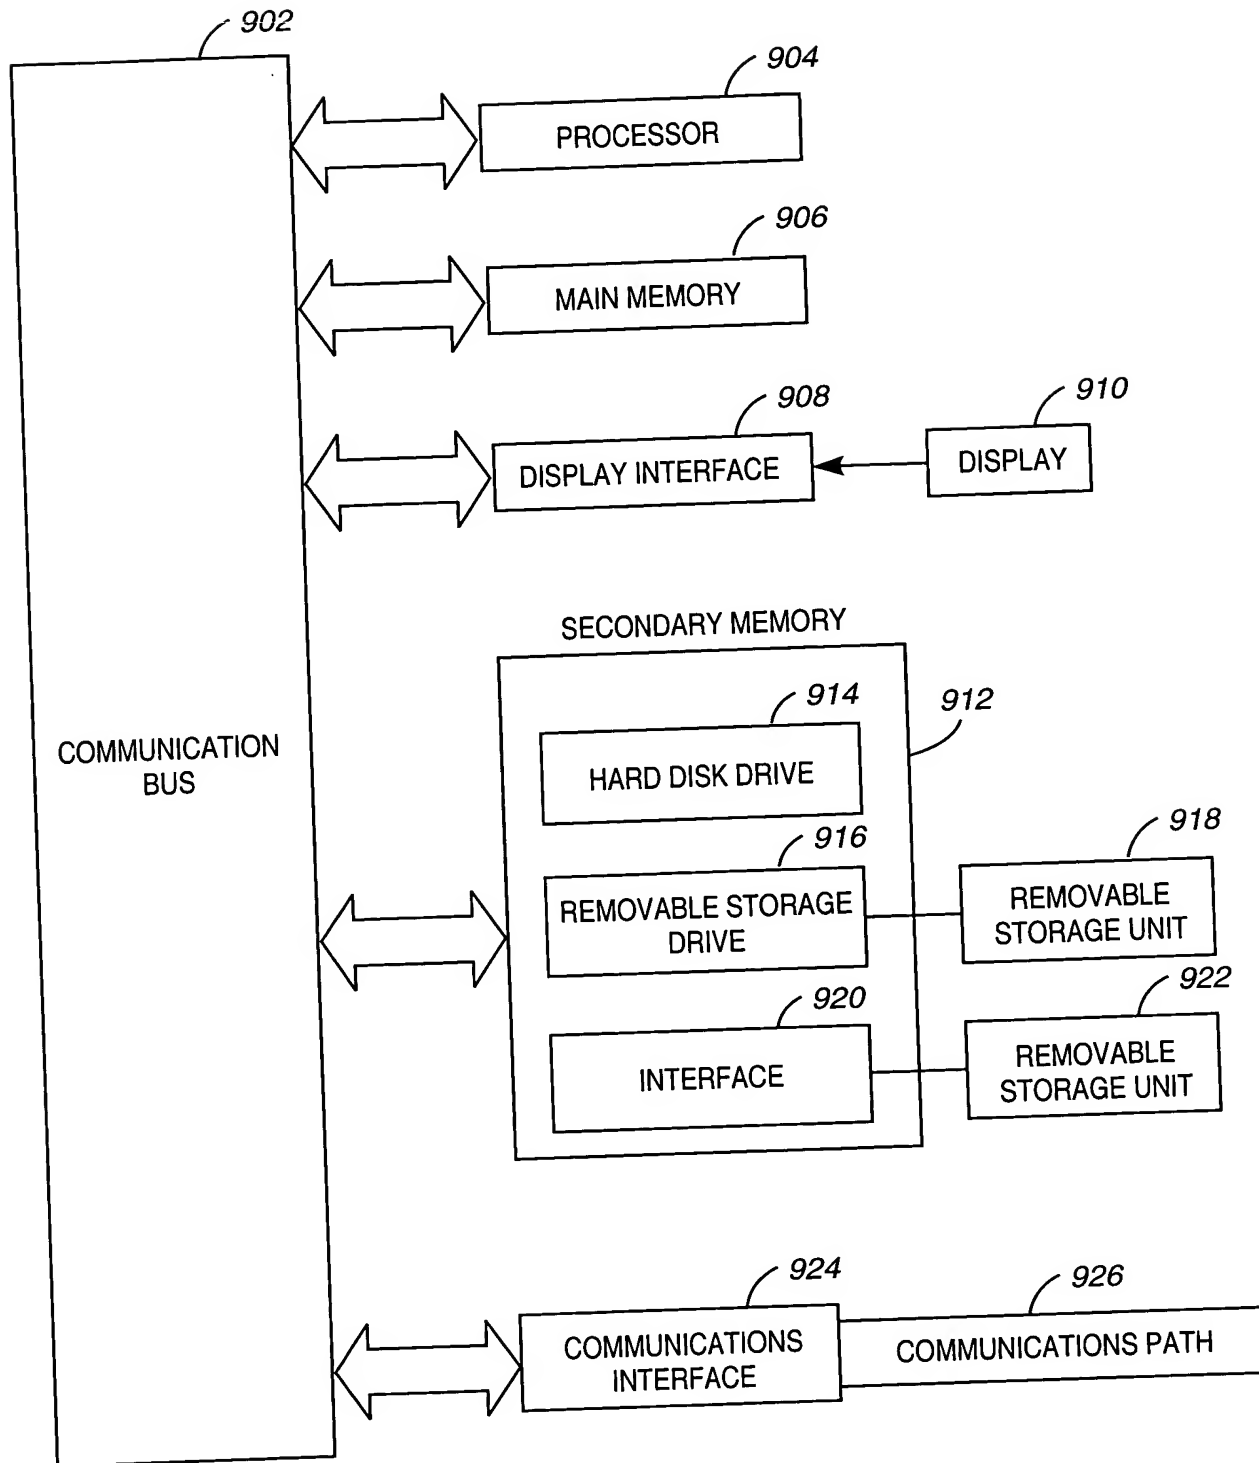 902
904
PROCESSOR
906
MAIN MEMORY
908
DISPLAY INTERFACE
910
DISPLAY
SECONDARY MEMORY
912
914
HARD DISK DRIVE
COMMUNICATION
BUS
916
REMOVABLE STORAGE
DRIVE
918
REMOVABLE
STORAGE UNIT
920
INTERFACE
922
REMOVABLE
STORAGE UNIT
924
COMMUNICATIONS
INTERFACE
926
COMMUNICATIONS PATH